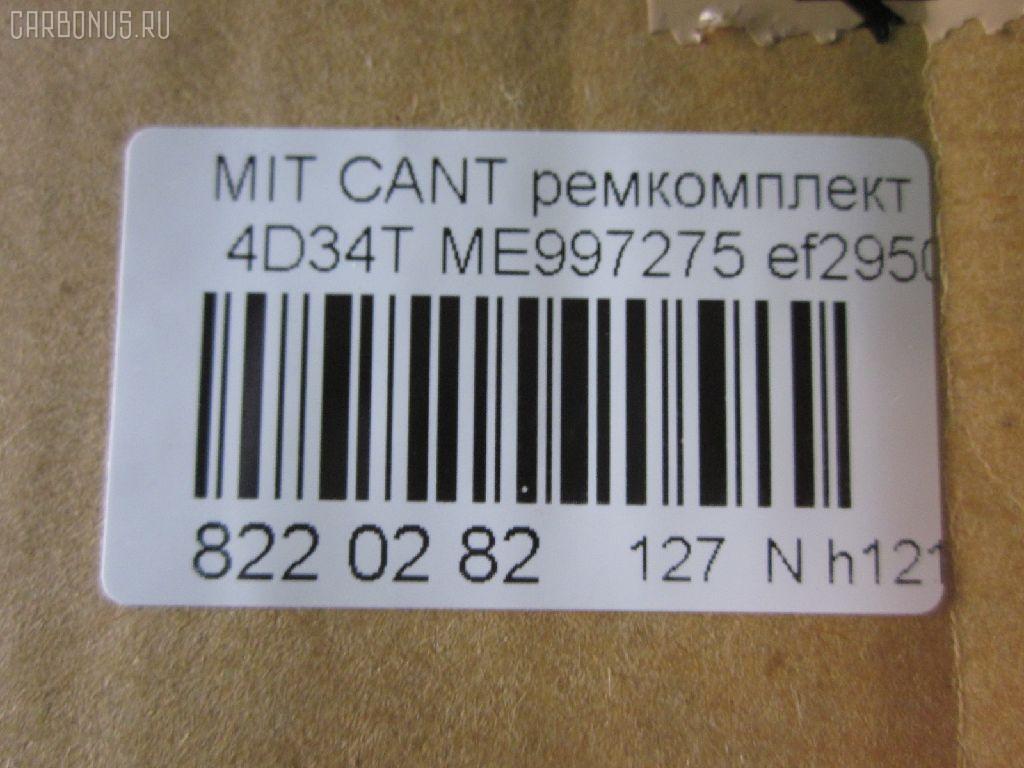 CARBONUS.RU
MIT CANT ремкомплект
4D34T ME997275 ef2950
822 02 82 127 N h121